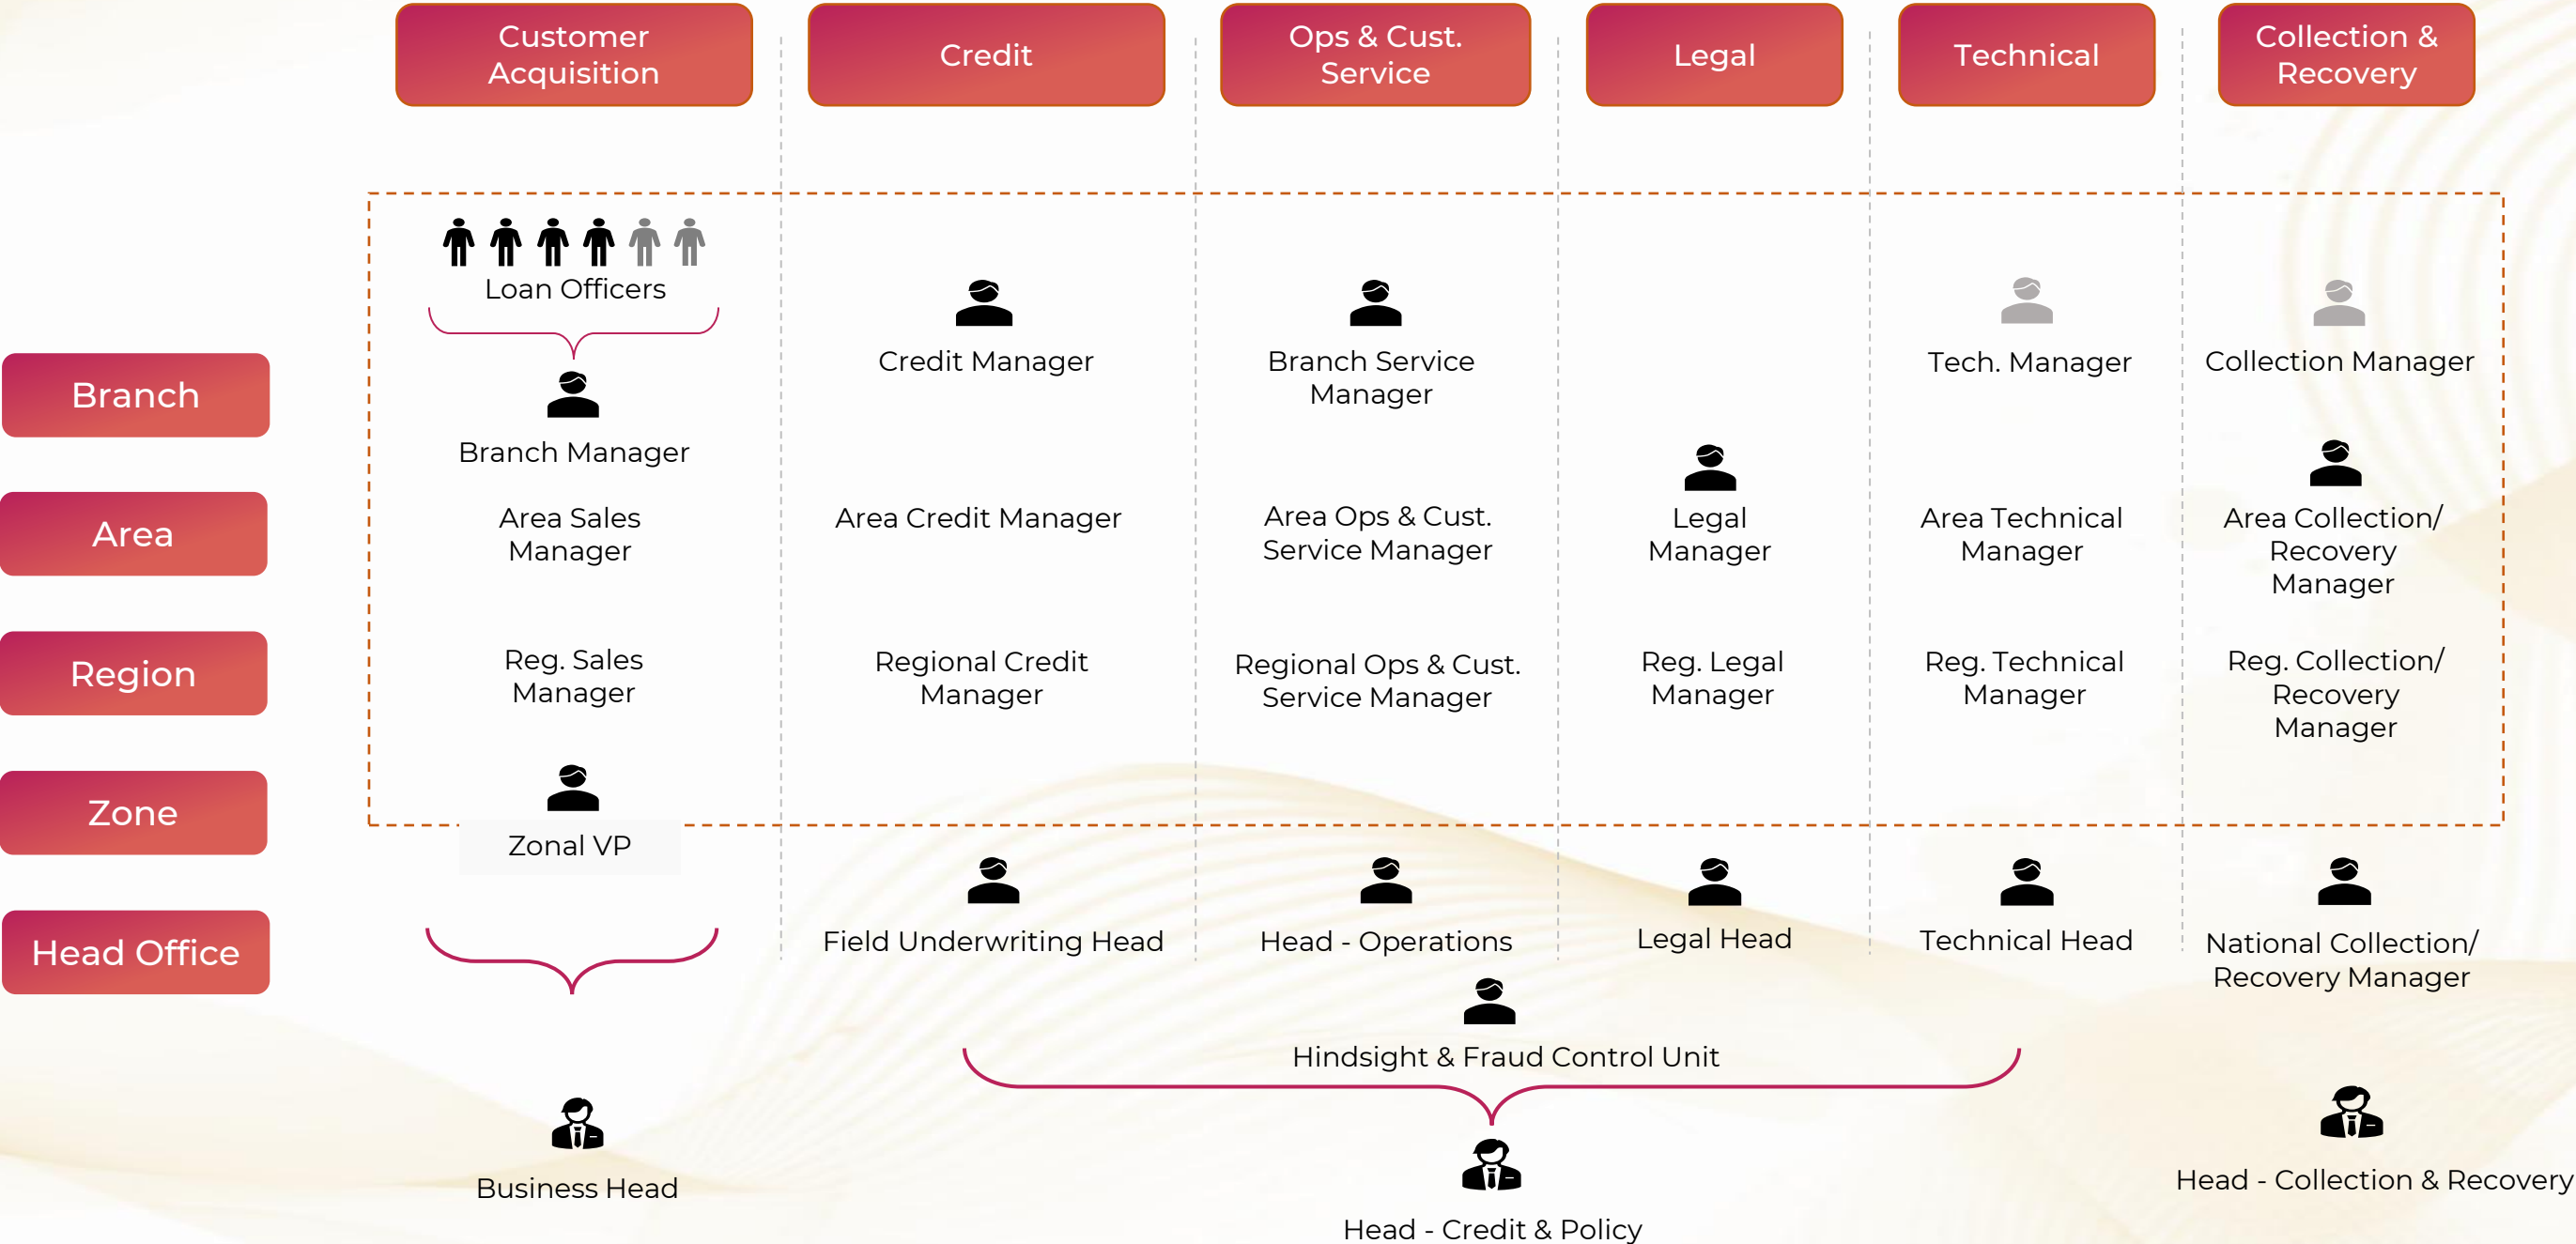 Customer
Acquisition
Credit
Ops & Cust.
Service
Legal
Technical
Collection &
Recovery
Loan Officers
Branch
Branch Manager
Credit Manager
Branch Service
Manager
Tech. Manager
Collection Manager
Area
Area Sales
Manager
Area Credit Manager
Area Ops & Cust.
Service Manager
Legal
Manager
Area Technical
Manager
Area Collection/
Recovery
Manager
Region
Reg. Sales
Manager
Regional Credit
Manager
Regional Ops & Cust.
Service Manager
Reg. Legal
Manager
Reg. Technical
Manager
Reg. Collection/
Recovery
Manager
Zone
Zonal VP
Head Office
Field Underwriting Head
Head - Operations
Legal Head
Technical Head
National Collection/
Recovery Manager
Hindsight & Fraud Control Unit
Business Head
Head - Credit & Policy
Head - Collection & Recovery